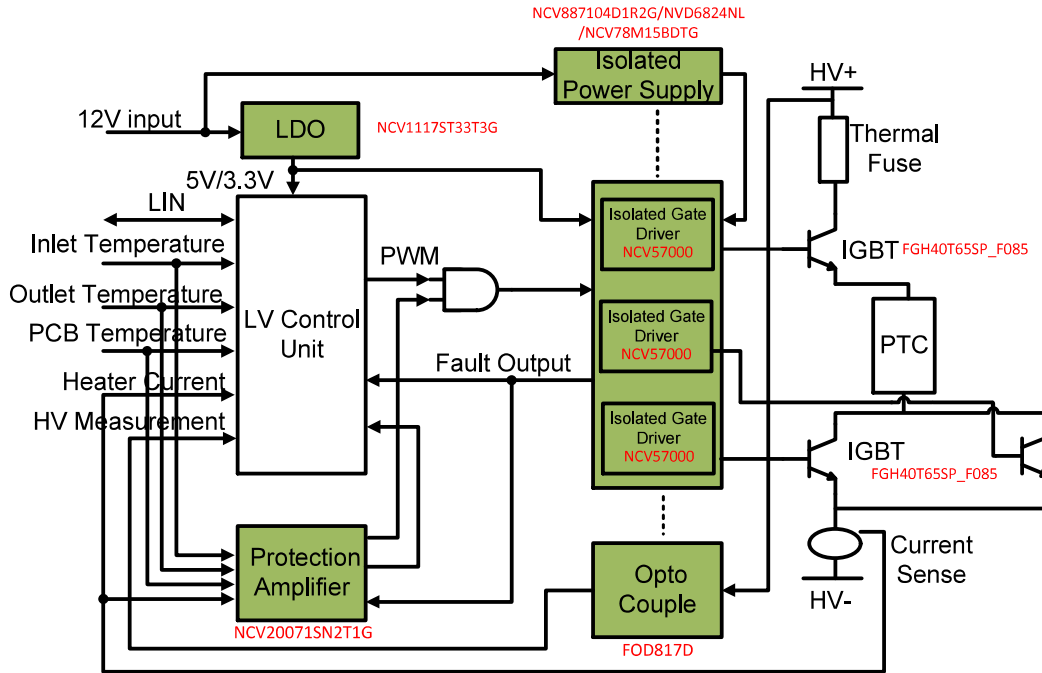 NCV887104D1R2G/NVD6824NL
/NCV78M15BDTG
Isolated
Power Supply
HV+
12V input
LDO
NCV1117ST33T3G
Thermal
Fuse
5V/3.3V
LIN
Inlet Temperature
Outlet Temperature
PCB Temperature
Heater Current
HV Measurement
LV Control
Unit
PWM
Fault Output
Isolated Gate
Driver
NCV57000
Isolated Gate
Driver
NCV57000
Isolated Gate
Driver
NCV57000
IGBT
FGH40T65SP_F085
PTC
IGBT
FGH40T65SP_F085
Protection
Amplifier
NCV20071SN2T1G
Opto
Couple
FOD817D
Current
Sense
HV-